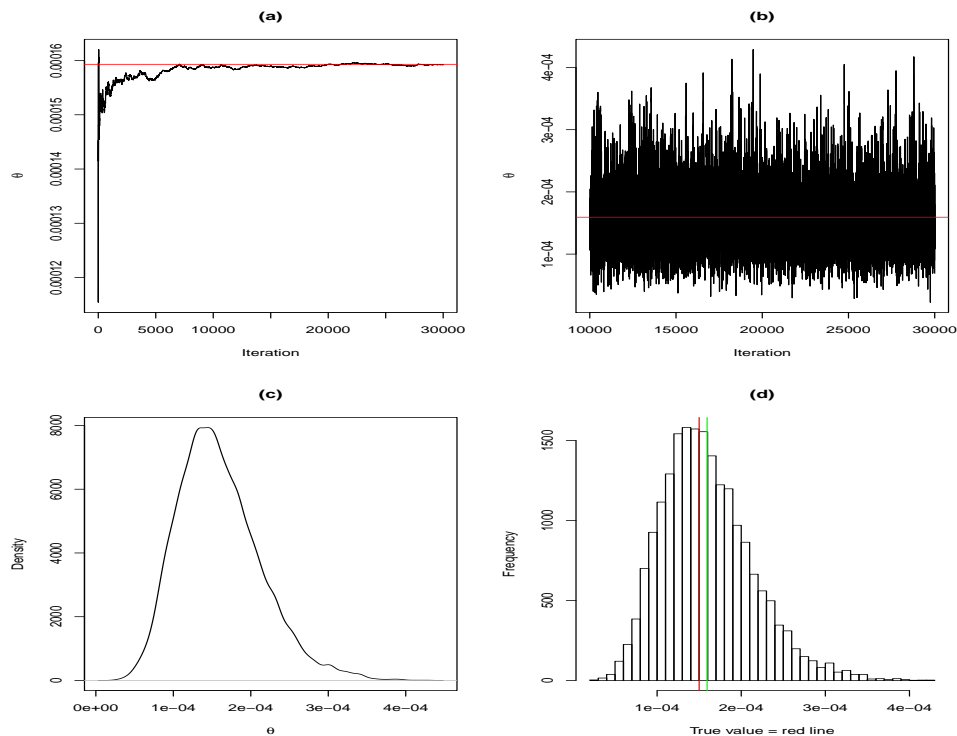 (a)
0.00016
0.00015
0.00014
0.00013
0.00012
θ
0 5000 10000 20000 30000
Iteration
(b)
4e-04
3e-04
2e-04
1e-04
θ
10000 15000 20000 25000 30000
Iteration
(c)
8000
6000
4000
2000
0
Density
0e+00 1e-04 2e-04 3e-04 4e-04
θ
(d)
1500
1000
500
0
Frequency
1e-04 2e-04 3e-04 4e-04
True value = red line